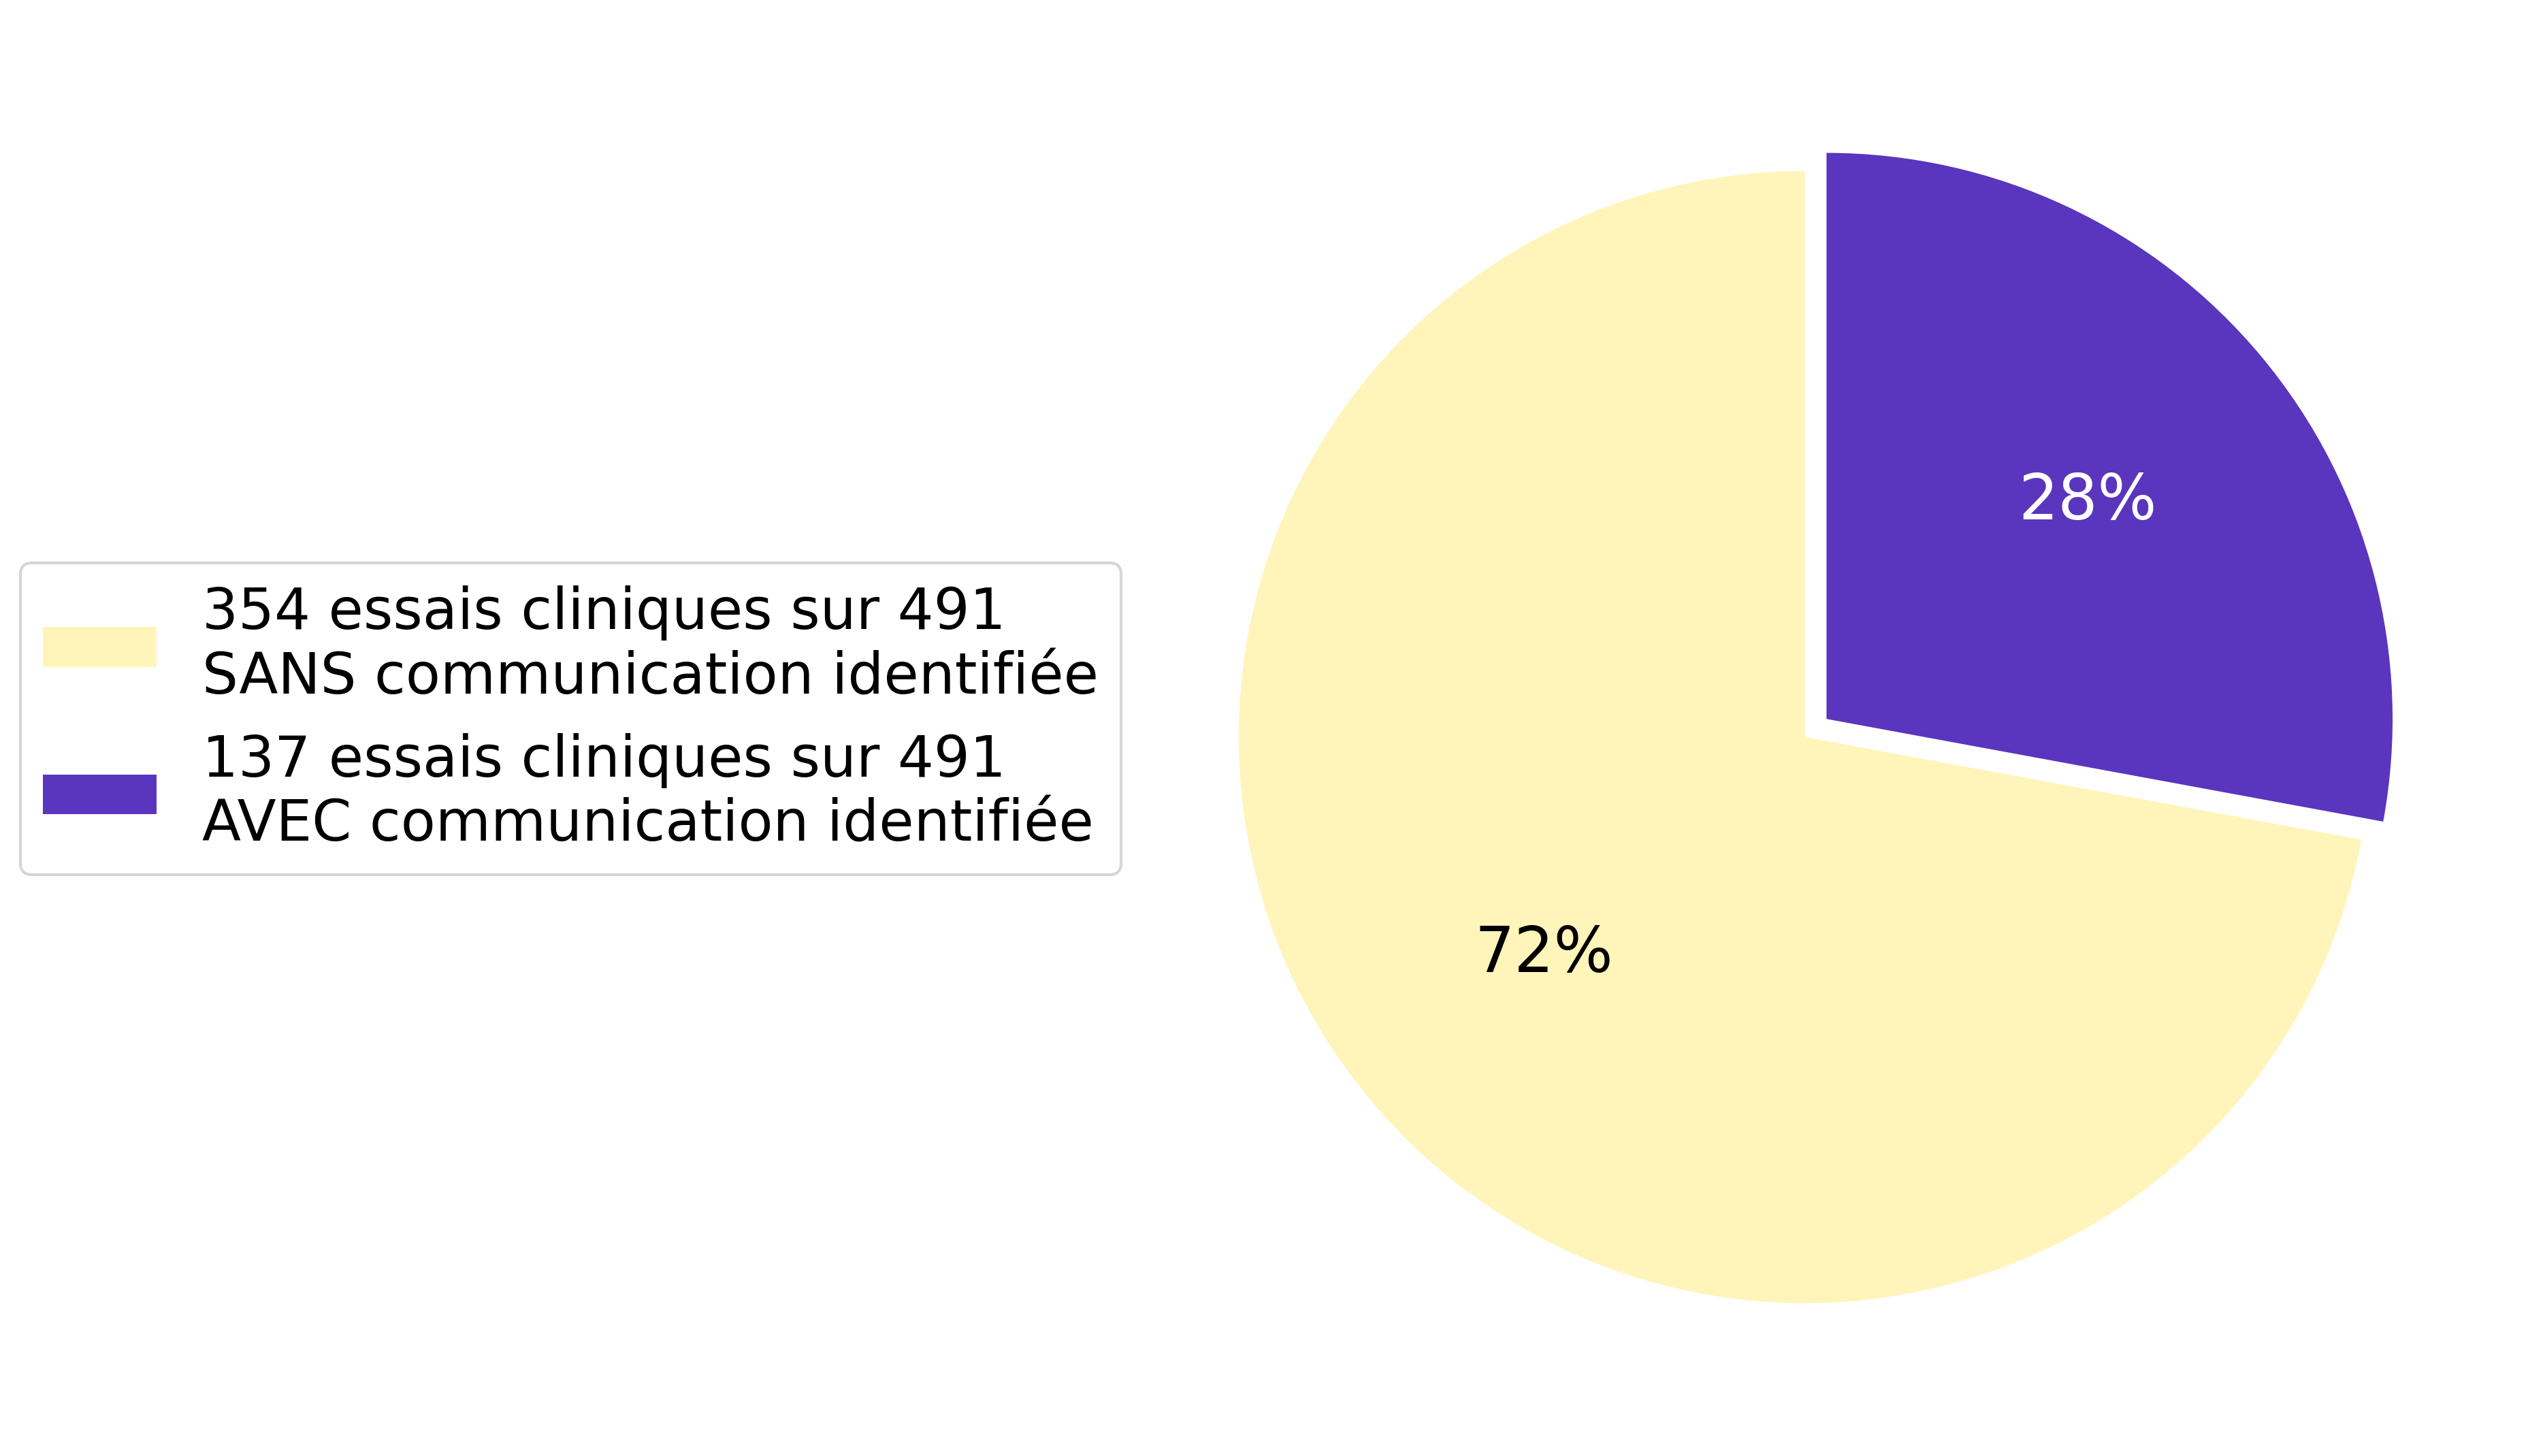 354 essais cliniques sur 491
SANS communication identifiée
137 essais cliniques sur 491
AVEC communication identifiée
28%
72%